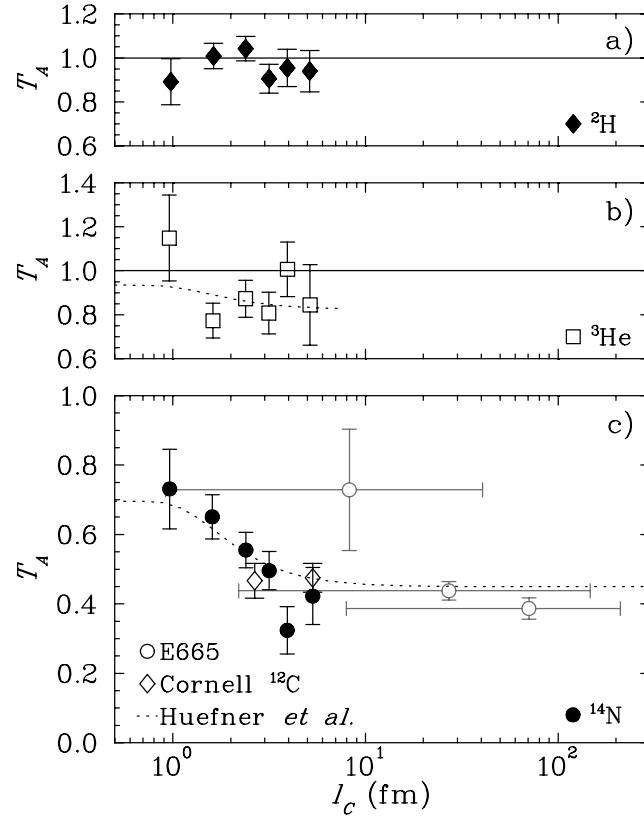 1.2
a)
1.0
T_A
0.8
²H
0.6
1.4
b)
1.2
T_A
1.0
0.8
³He
0.6
1.0
c)
0.8
0.6
T_A
0.4
E665
0.2
Cornell ¹²C
Huefner et al.
¹⁴N
0.0
10⁰ 10¹ 10²
l_c (fm)